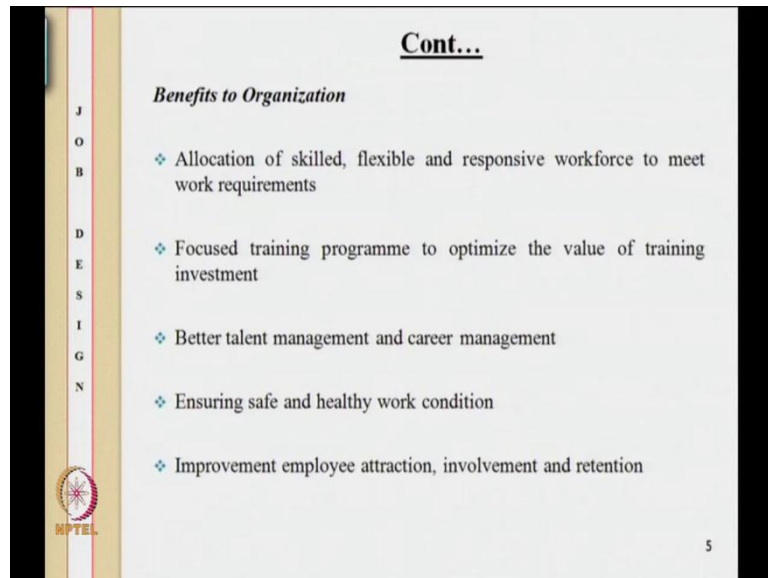 Cont...
Benefits to Organization
❖ Allocation of skilled, flexible and responsive workforce to meet
work requirements
❖ Focused training programme to optimize the value of training
investment
❖ Better talent management and career management
❖ Ensuring safe and healthy work condition
❖ Improvement employee attraction, involvement and retention
J
O
B
D
E
S
I
G
N
NPTEL
5